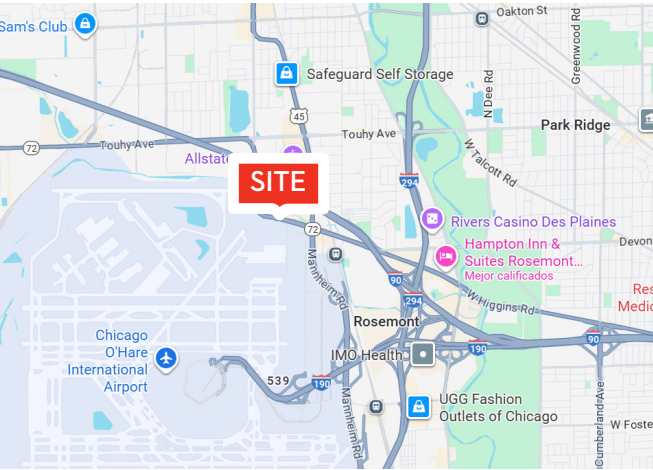 Oakton St
Sam's Club
Greenwood Rd
Safeguard Self Storage
N Dee Rd
45
Touhy Ave
Park Ridge
72
Touhy Ave
Allstate
W Talcott Rd
SITE
294
Rivers Casino Des Plaines
72
Hampton Inn &
Suites Rosemont...
Mejor calificados
Devon
Mannheim Rd
90
294
W Higgins Rd
Res
Medic
Rosemont
Chicago
O'Hare
International
Airport
IMO Health
190
90
539
190
Mannheim Rd
UGG Fashion
Outlets of Chicago
Cumberland Ave
W Foste